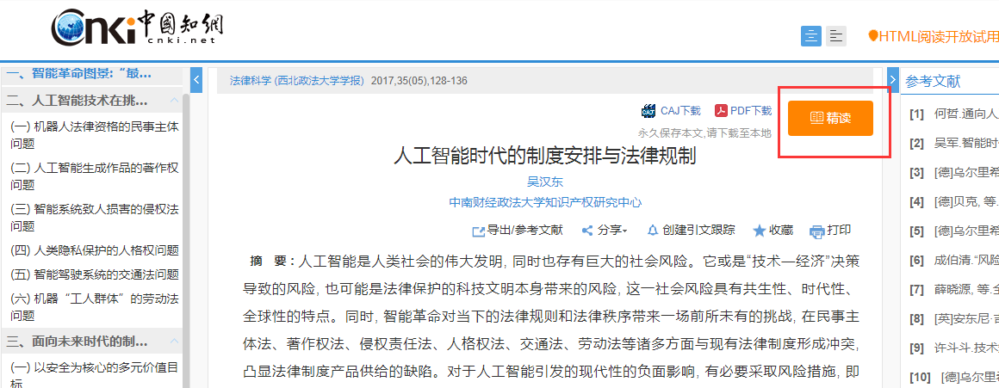 Cnki中國知網
cnki.net
HTML阅读开放试用
一、智能革命图景:“最...
二、人工智能技术在挑...
(一) 机器人法律资格的民事主体
问题
(二) 人工智能生成作品的著作权
问题
(三) 智能系统致人损害的侵权法
问题
(四) 人类隐私保护的人格权问题
(五) 智能驾驶系统的交通法问题
(六) 机器“工人群体”的劳动法
问题
三、面向未来时代的制...
(一) 以安全为核心的多元价值目
标
法律科学 (西北政法大学学报) 2017,35(05),128-136
CAJ下载 PDF下载
永久保存本文,请下载至本地
精读
人工智能时代的制度安排与法律规制
吴汉东
中南财经政法大学知识产权研究中心
导出/参考文献 分享 创建引文跟踪 收藏 打印
摘 要:人工智能是人类社会的伟大发明, 同时也存有巨大的社会风险。它或是“技术—经济”决策
导致的风险, 也可能是法律保护的科技文明本身带来的风险, 这一社会风险具有共生性、时代性、
全球性的特点。同时, 智能革命对当下的法律规则和法律秩序带来一场前所未有的挑战, 在民事主
体法、著作权法、侵权责任法、人格权法、交通法、劳动法等诸多方面与现有法律制度形成冲突,
凸显法律制度产品供给的缺陷。对于人工智能引发的现代性的负面影响, 有必要采取风险措施, 即
参考文献
[1] 何哲.通向人
[2] 吴军.智能时
[3] [德]乌尔里希
[4] [德]贝克, 等.
[5] [德]乌尔里希
[6] 成伯清.“风险
[7] 薛晓源, 等.全
[8] [英]安东尼·吉
[9] 许斗斗.技术
[10] [德]乌尔里希